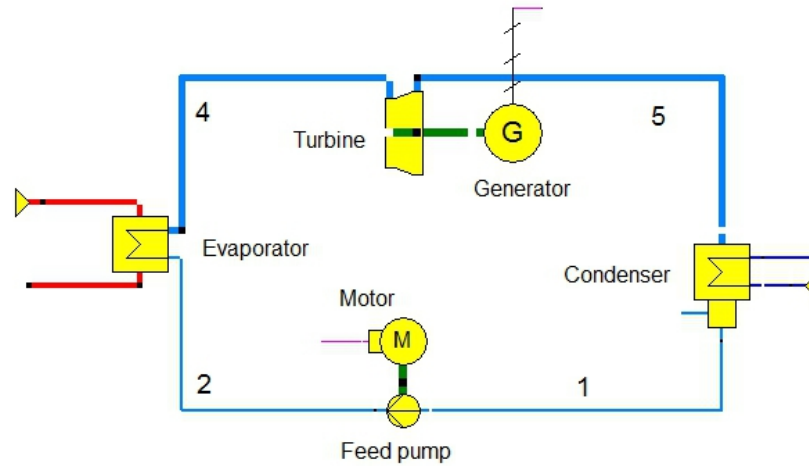 4
5
Turbine
G
Generator
Evaporator
Condenser
Motor
M
2
1
Feed pump